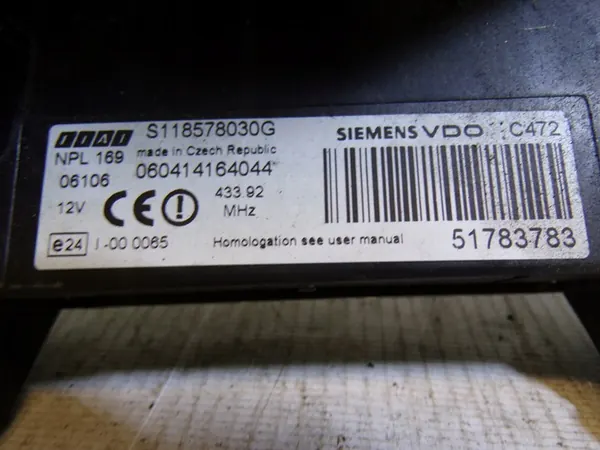 FIAT S118578030G SIEMENS VDO C472
NPL 169 made in Czech Republic
06106 060414164044
12V CE 433.92
MHz
e24 I-00 0065 Homologation see user manual 51783783